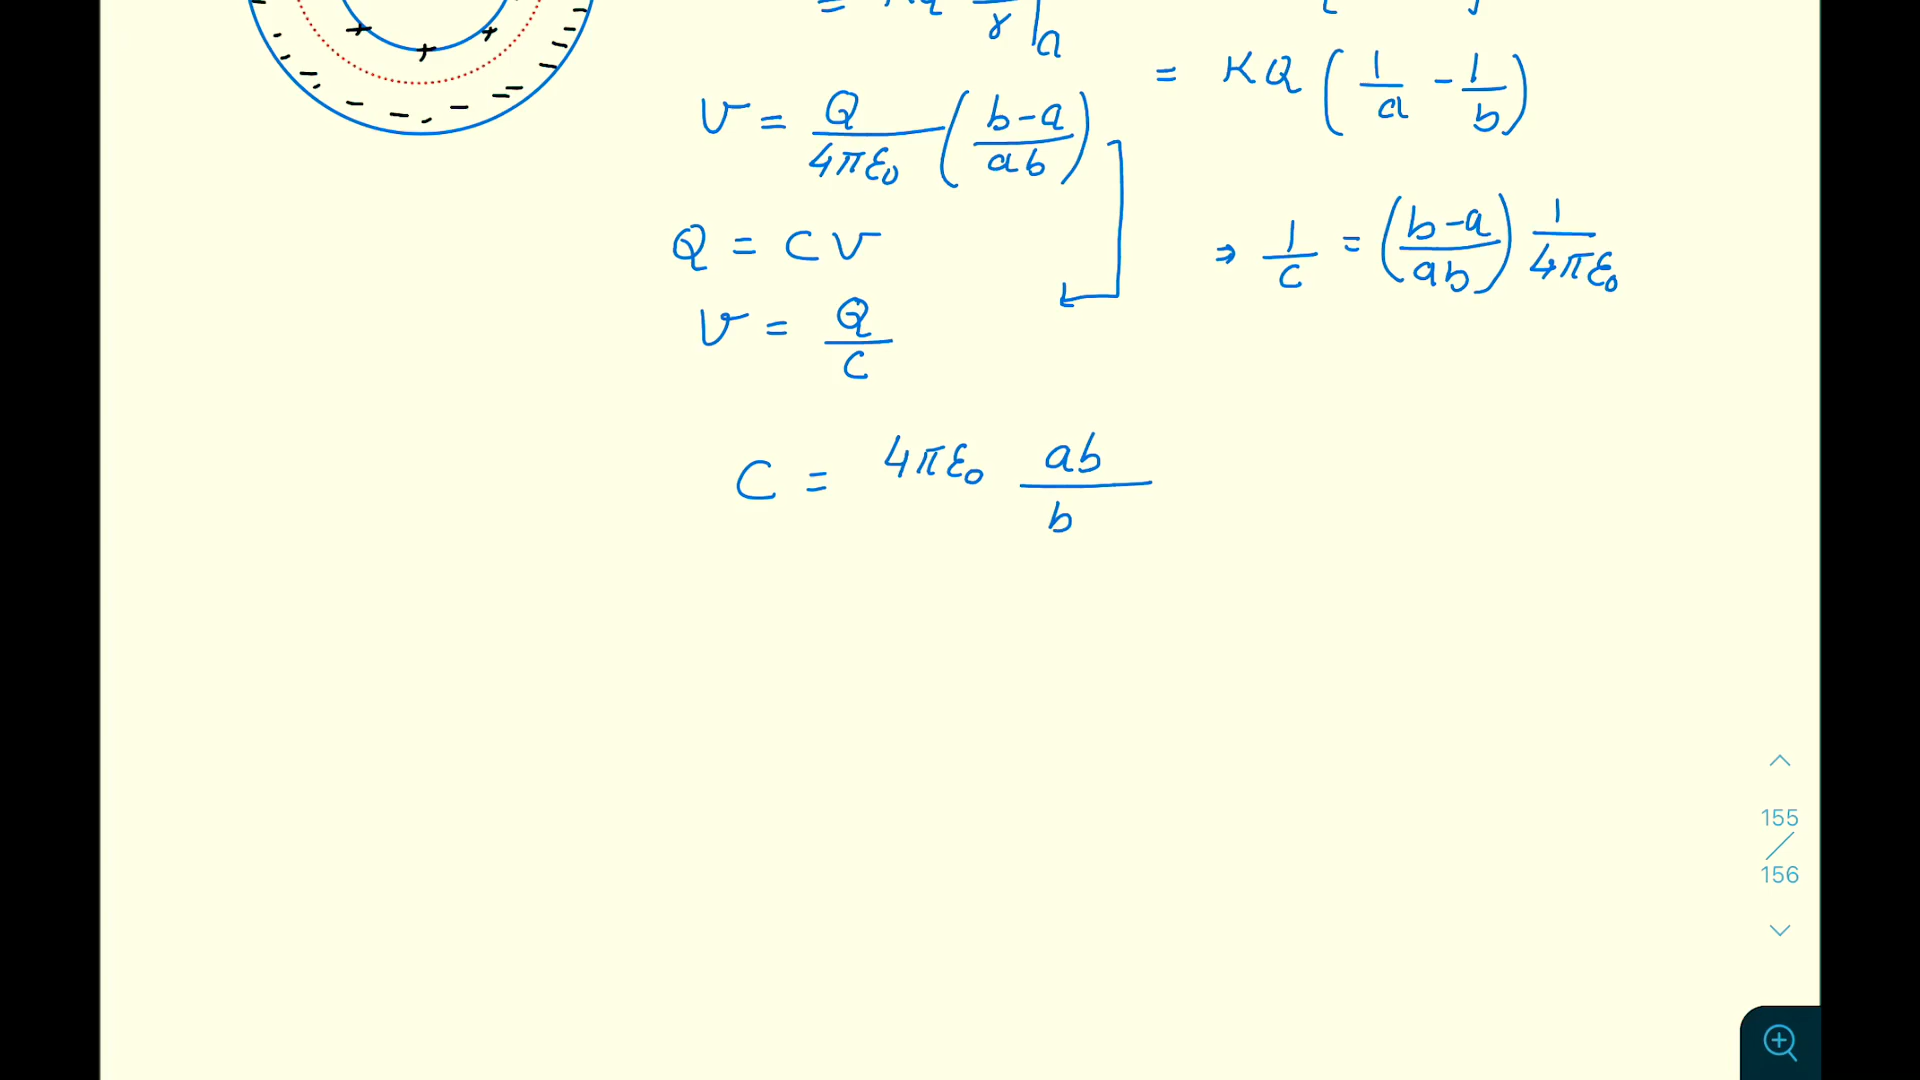 = KQ ( 1/a - 1/b )
V = Q/4πε₀ ( b-a/ab )
Q = CV
⇒ 1/C = ( b-a/ab ) 1/4πε₀
V = Q/C
C = 4πε₀ ab/b
155/156